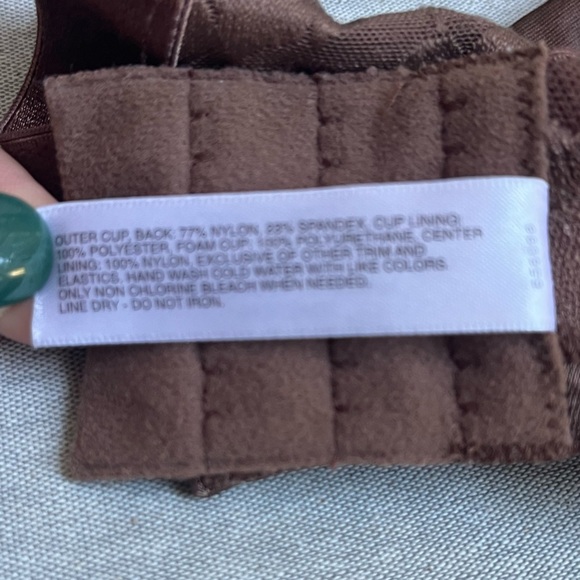 OUTER CUP, BACK: 77% NYLON, 23% SPANDEX, CUP LINING:
100% POLYESTER, FOAM CUP: 100% POLYURETHANE, CENTER
LINING: 100% NYLON, EXCLUSIVE OF OTHER TRIM AND
ELASTICS, HAND WASH COLD WATER WITH LIKE COLORS.
ONLY NON CHLORINE BLEACH WHEN NEEDED.
LINE DRY - DO NOT IRON.